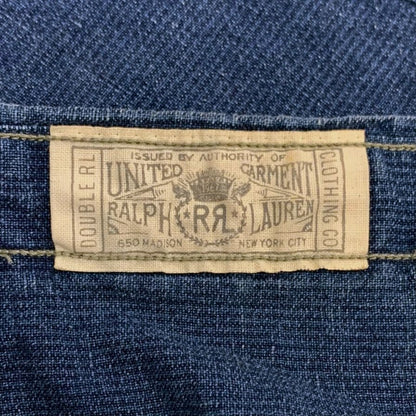 DOUBLE RL
ISSUED BY AUTHORITY OF
UNITED GARMENT
RALPH RRL LAUREN
650 MADISON NEW YORK CITY
CLOTHING CO